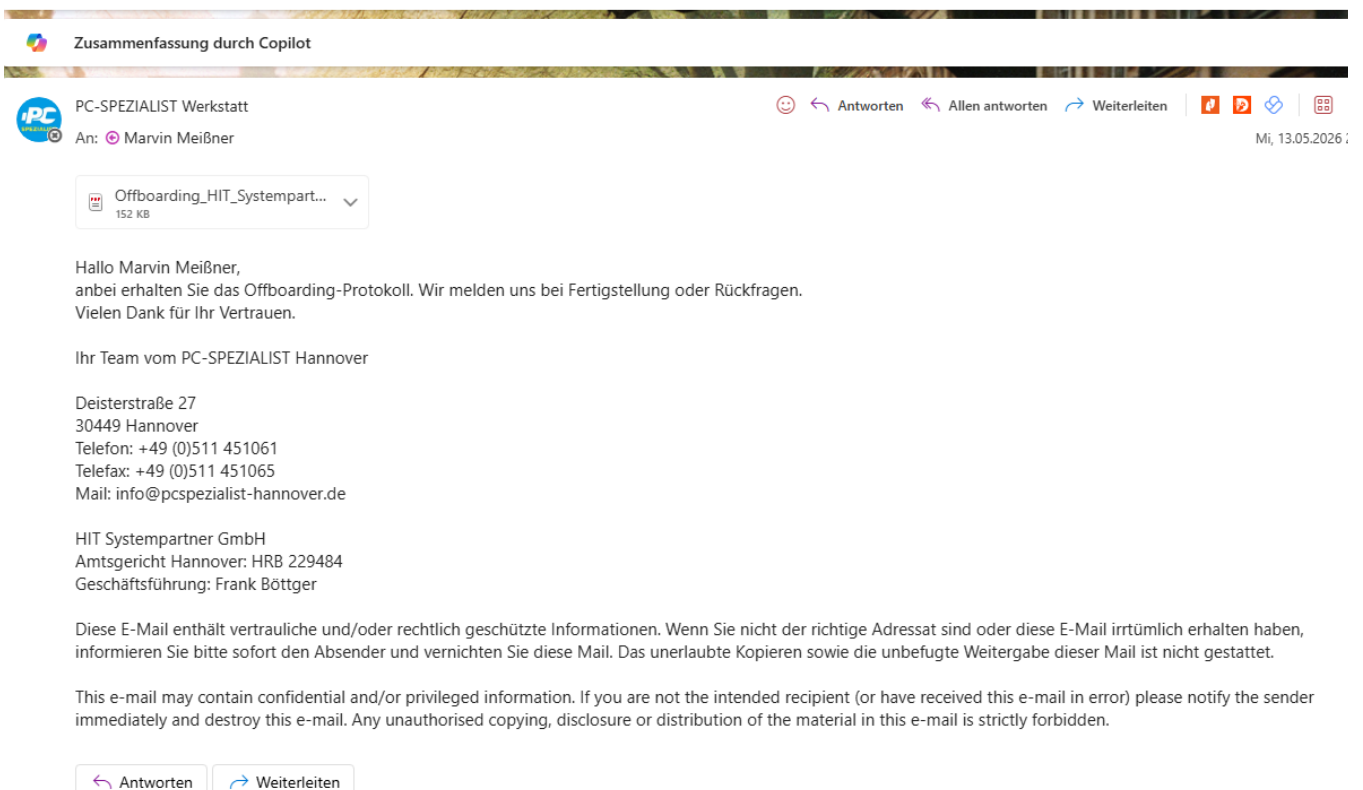 Zusammenfassung durch Copilot
PC-SPEZIALIST Werkstatt
Antworten Allen antworten Weiterleiten
An: Marvin Meißner
Mi, 13.05.2026
Offboarding_HIT_Systempart...
152 KB
Hallo Marvin Meißner,
anbei erhalten Sie das Offboarding-Protokoll. Wir melden uns bei Fertigstellung oder Rückfragen.
Vielen Dank für Ihr Vertrauen.
Ihr Team vom PC-SPEZIALIST Hannover
Deisterstraße 27
30449 Hannover
Telefon: +49 (0)511 451061
Telefax: +49 (0)511 451065
Mail: info@pcspezialist-hannover.de
HIT Systempartner GmbH
Amtsgericht Hannover: HRB 229484
Geschäftsführung: Frank Böttger
Diese E-Mail enthält vertrauliche und/oder rechtlich geschützte Informationen. Wenn Sie nicht der richtige Adressat sind oder diese E-Mail irrtümlich erhalten haben,
informieren Sie bitte sofort den Absender und vernichten Sie diese Mail. Das unerlaubte Kopieren sowie die unbefugte Weitergabe dieser Mail ist nicht gestattet.
This e-mail may contain confidential and/or privileged information. If you are not the intended recipient (or have received this e-mail in error) please notify the sender
immediately and destroy this e-mail. Any unauthorised copying, disclosure or distribution of the material in this e-mail is strictly forbidden.
Antworten Weiterleiten